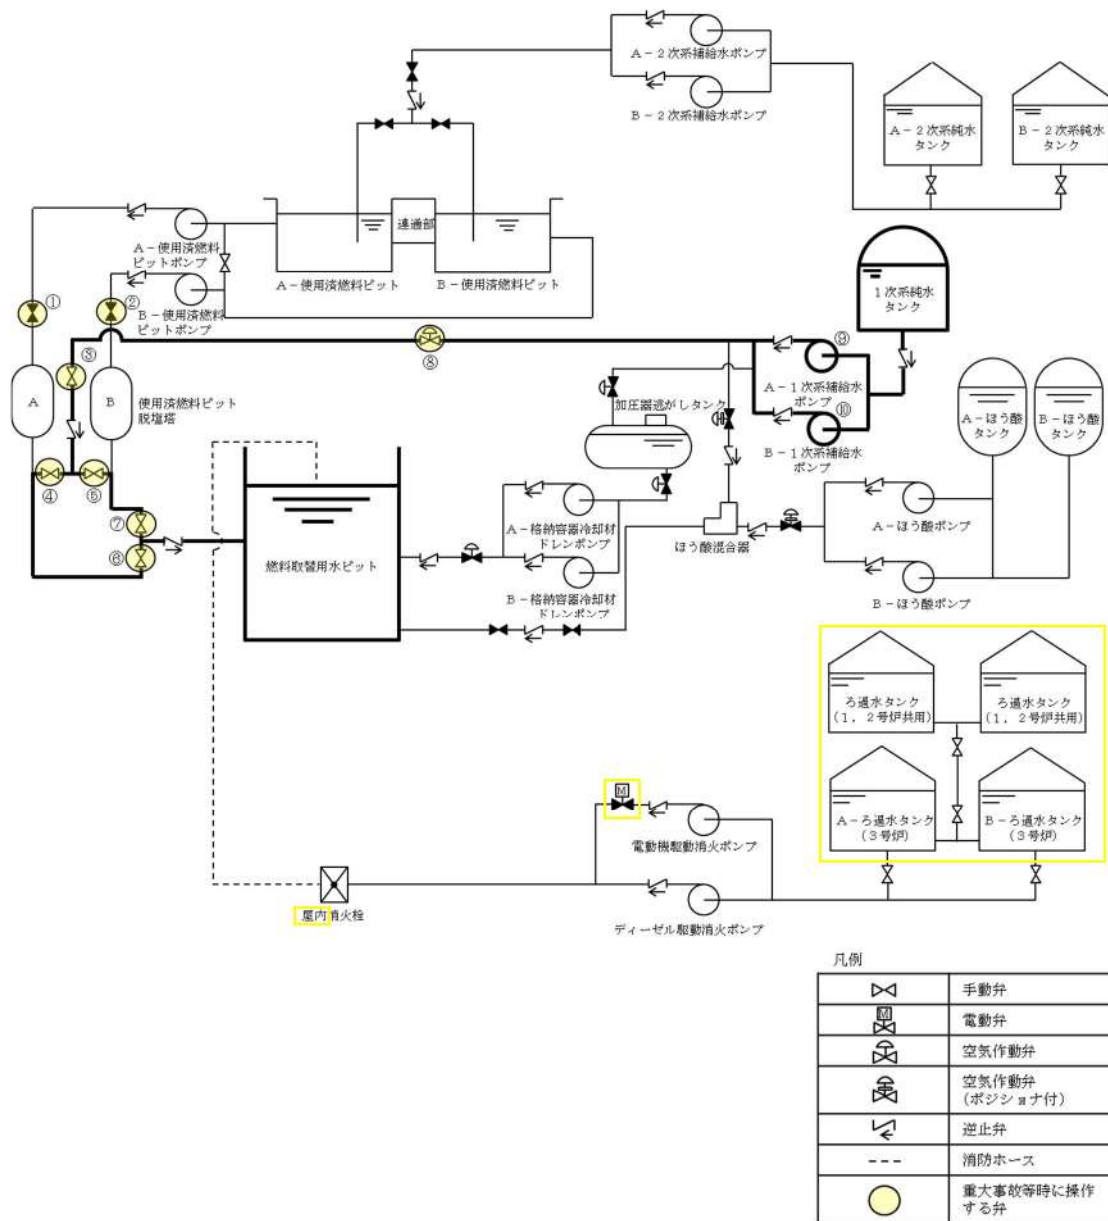 A-2次系補給水ポンプ
B-2次系補給水ポンプ
A-2次系純水
タンク
B-2次系純水
タンク
連通部
A-使用済燃料
ピットポンプ
A-使用済燃料ピット
B-使用済燃料ピット
①
②
B-使用済燃料
ピットポンプ
1次系純水
タンク
③
⑧
⑨
A-1次系補給水
ポンプ
A
B
使用済燃料ピット
脱塩塔
加圧器逃がしタンク
⑩
B-1次系補給水
ポンプ
A-ほう酸
タンク
B-ほう酸
タンク
④
⑤
⑦
⑥
A-格納容器冷却材
ドレンポンプ
ほう酸混合器
A-ほう酸ポンプ
燃料取替用水ピット
B-格納容器冷却材
ドレンポンプ
B-ほう酸ポンプ
ろ過水タンク
(1,2号炉共用)
ろ過水タンク
(1,2号炉共用)
M
電動機駆動消火ポンプ
A-ろ過水タンク
(3号炉)
B-ろ過水タンク
(3号炉)
屋内消火栓
ディーゼル駆動消火ポンプ
凡例
手動弁
M
電動弁
空気作動弁
空気作動弁
(ポジショナ付)
逆止弁
消防ホース
重大事故等時に操作
する弁